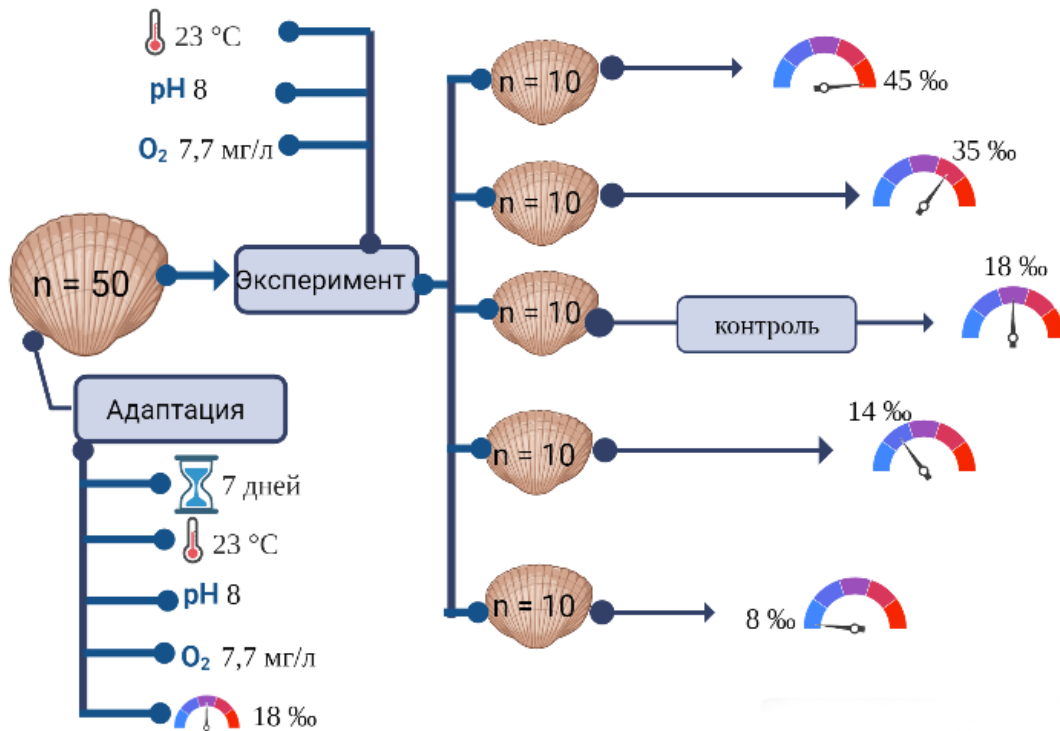 23 °C
pH 8
O₂ 7,7 мг/л
n = 50
Эксперимент
Адаптация
7 дней
23 °C
pH 8
O₂ 7,7 мг/л
18 ‰
n = 10
45 ‰
n = 10
35 ‰
n = 10
контроль
18 ‰
n = 10
14 ‰
n = 10
8 ‰